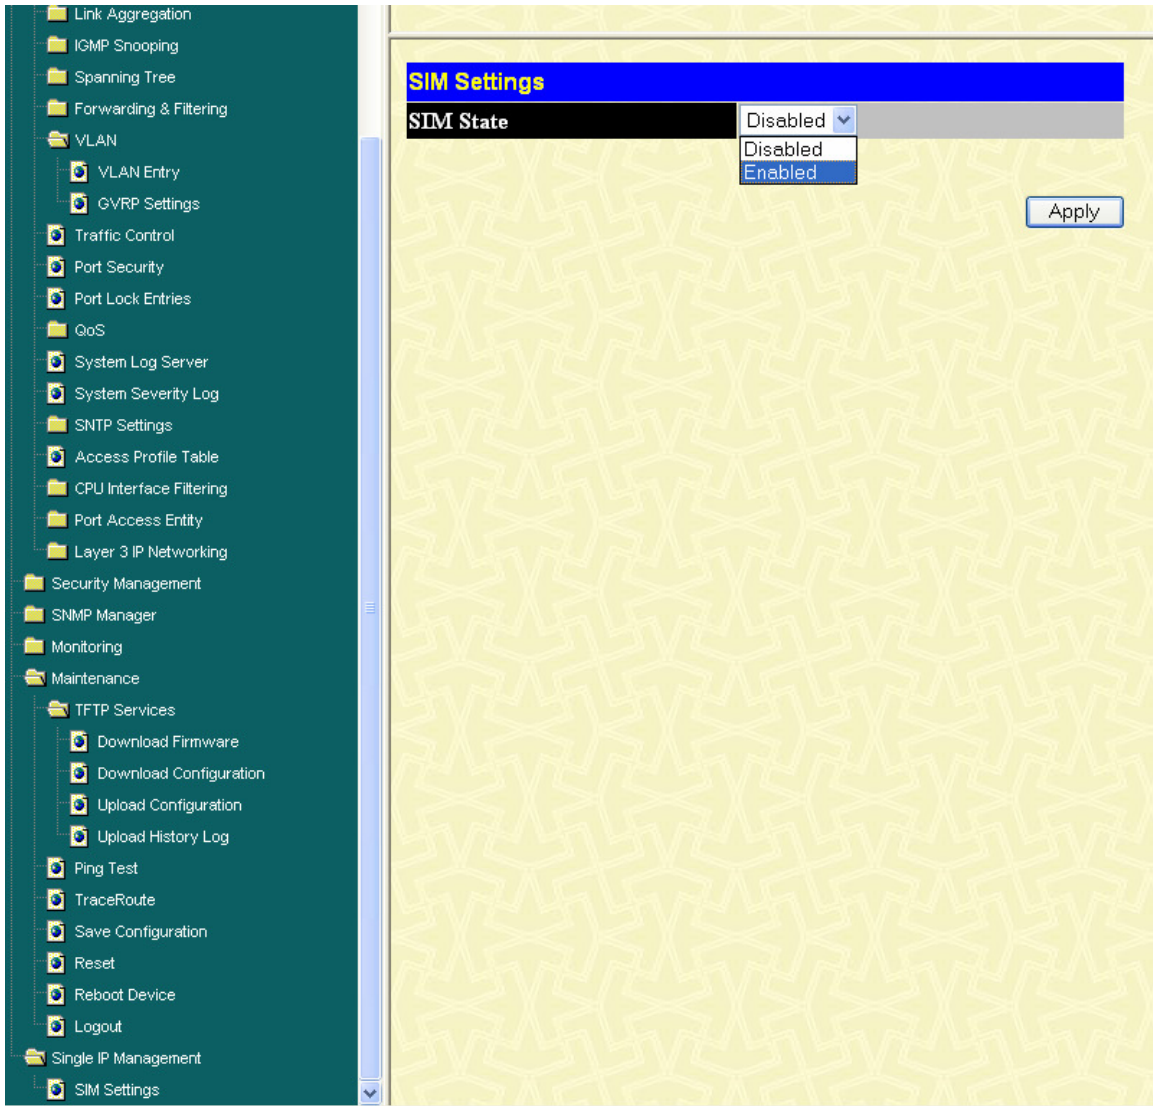 Link Aggregation
IGMP Snooping
Spanning Tree
Forwarding & Filtering
VLAN
VLAN Entry
GVRP Settings
Traffic Control
Port Security
Port Lock Entries
QoS
System Log Server
System Severity Log
SNTP Settings
Access Profile Table
CPU Interface Filtering
Port Access Entity
Layer 3 IP Networking
Security Management
SNMP Manager
Monitoring
Maintenance
TFTP Services
Download Firmware
Download Configuration
Upload Configuration
Upload History Log
Ping Test
TraceRoute
Save Configuration
Reset
Reboot Device
Logout
Single IP Management
SIM Settings
SIM Settings
SIM State Disabled
Disabled
Enabled
Apply